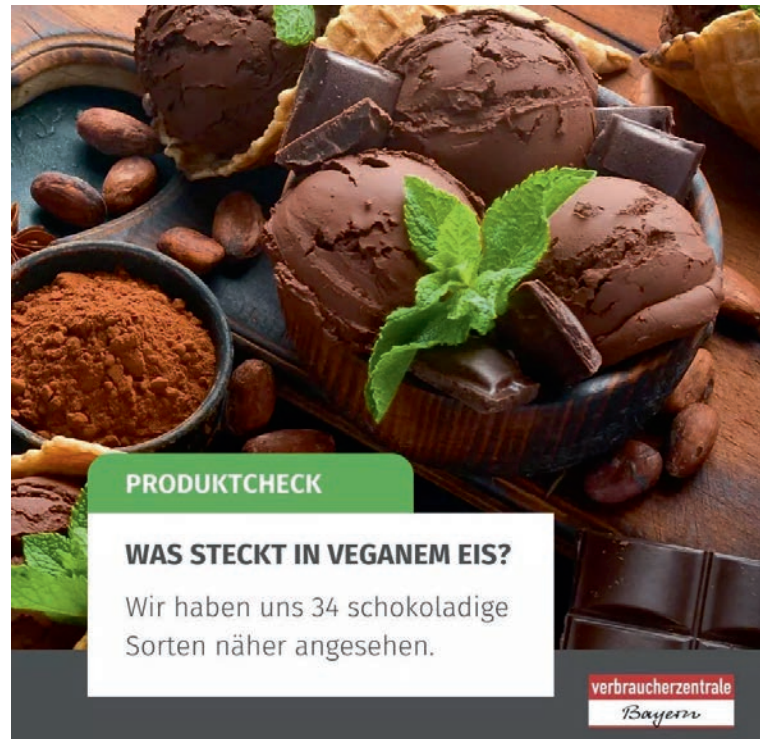 PRODUKTCHECK
WAS STECKT IN VEGANEM EIS?
Wir haben uns 34 schokoladige
Sorten näher angesehen.
verbraucherzentrale
Bayern